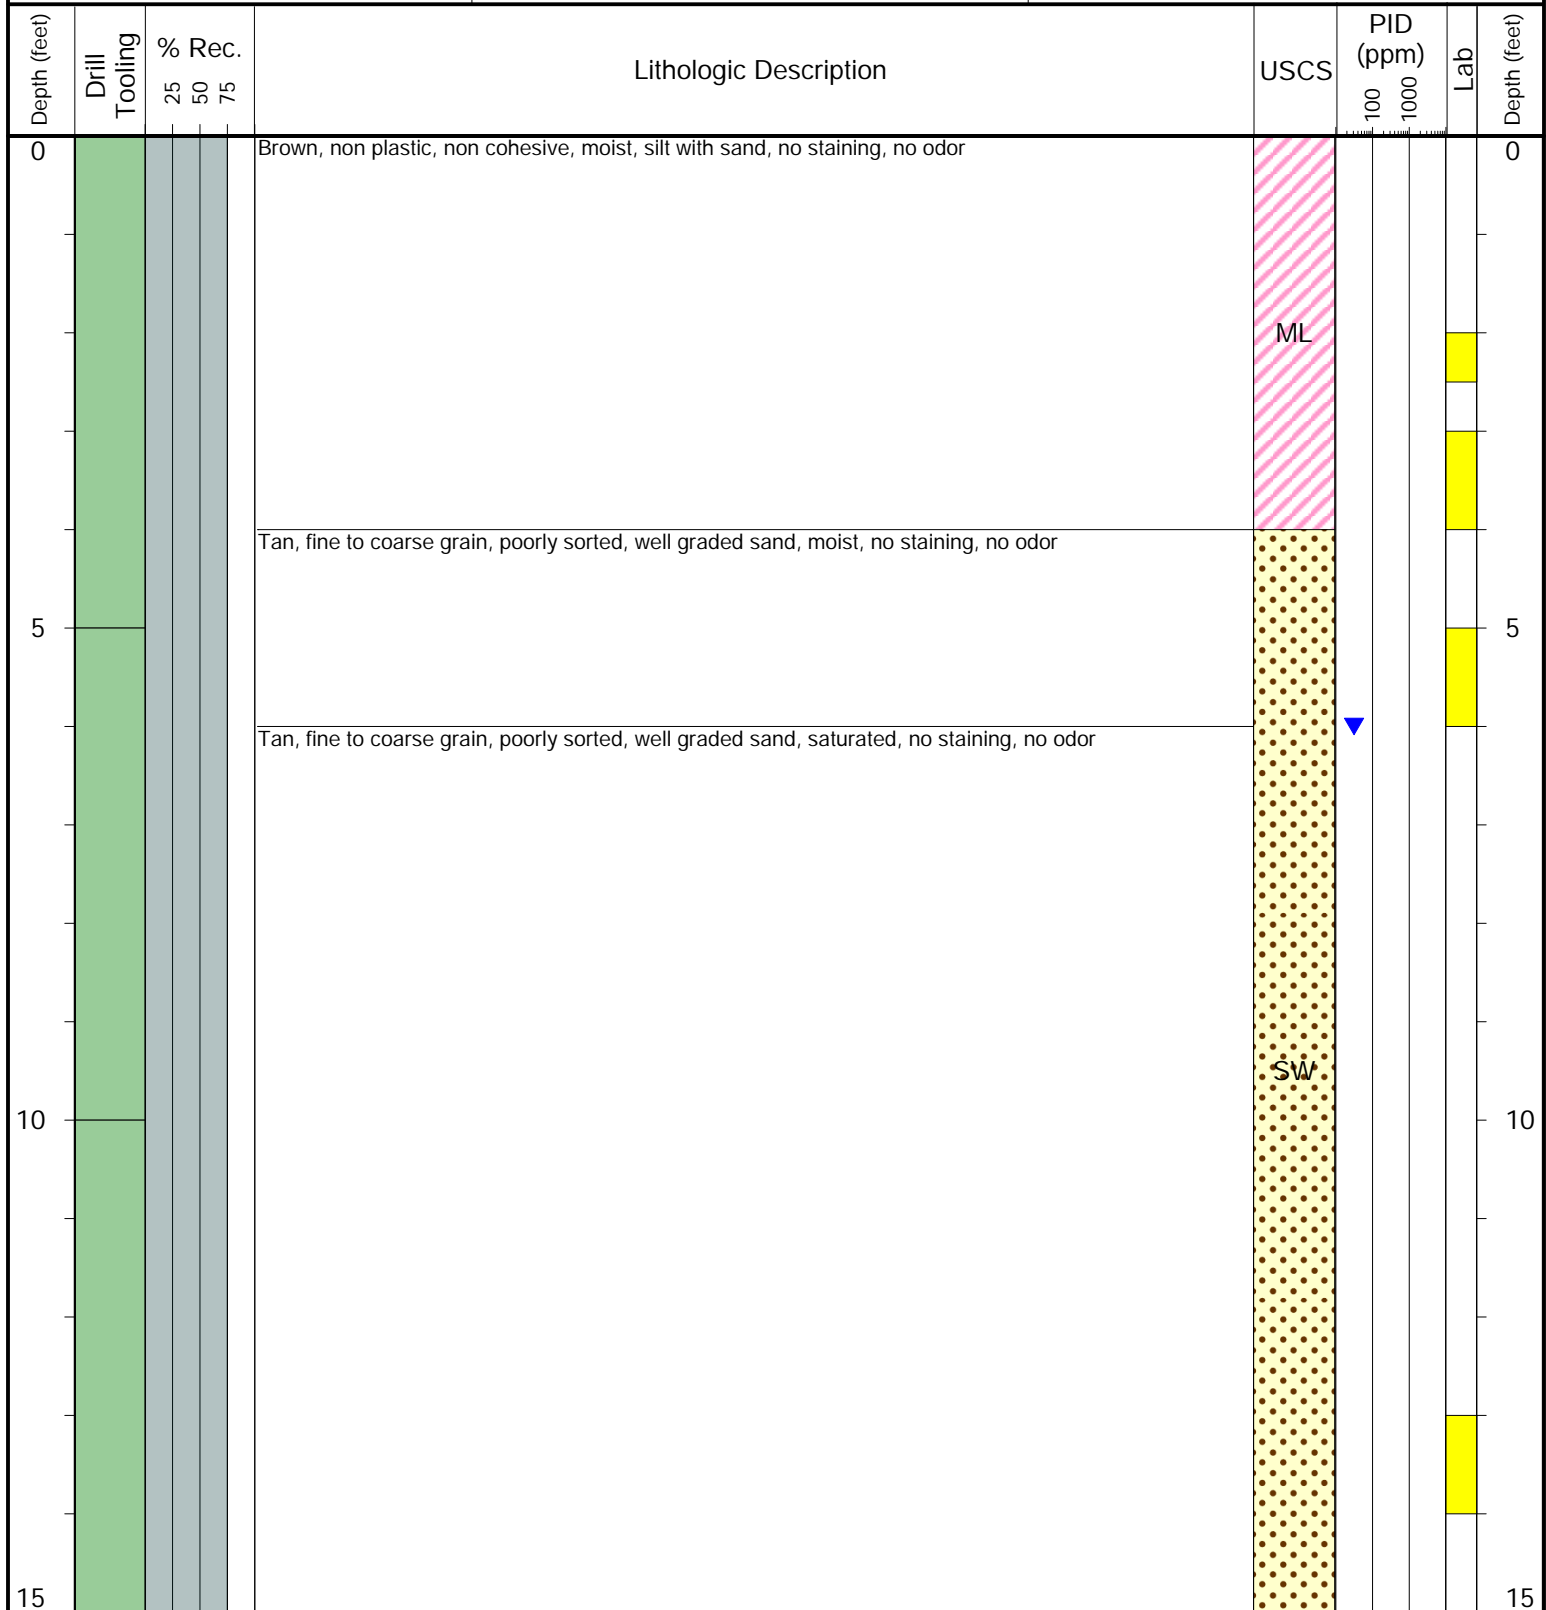 Depth (feet)
Drill
Tooling
% Rec.
25
50
75
Lithologic Description
USCS
PID
(ppm)
100
1000
Lab
Depth (feet)
0
Brown, non plastic, non cohesive, moist, silt with sand, no staining, no odor
0
ML
Tan, fine to coarse grain, poorly sorted, well graded sand, moist, no staining, no odor
5
5
Tan, fine to coarse grain, poorly sorted, well graded sand, saturated, no staining, no odor
SW
10
10
15
15